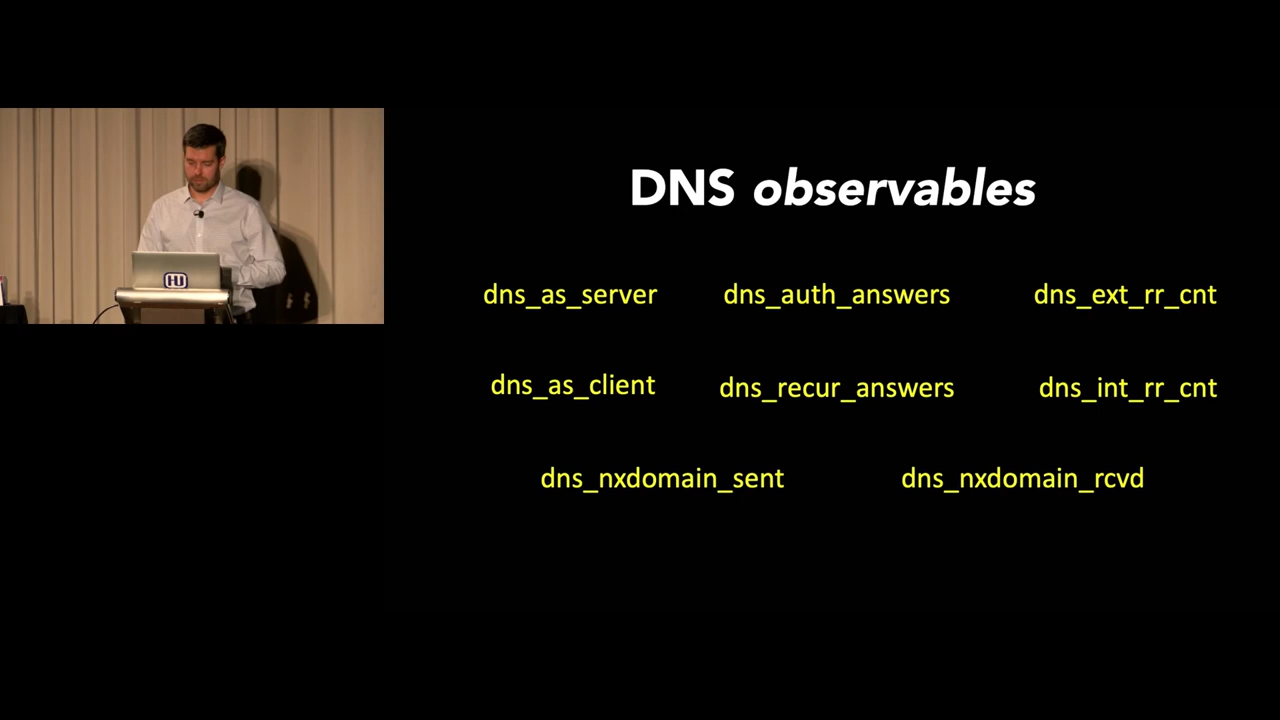 DNS observables
dns_as_server dns_auth_answers dns_ext_rr_cnt
dns_as_client dns_recur_answers dns_int_rr_cnt
dns_nxdomain_sent dns_nxdomain_rcvd